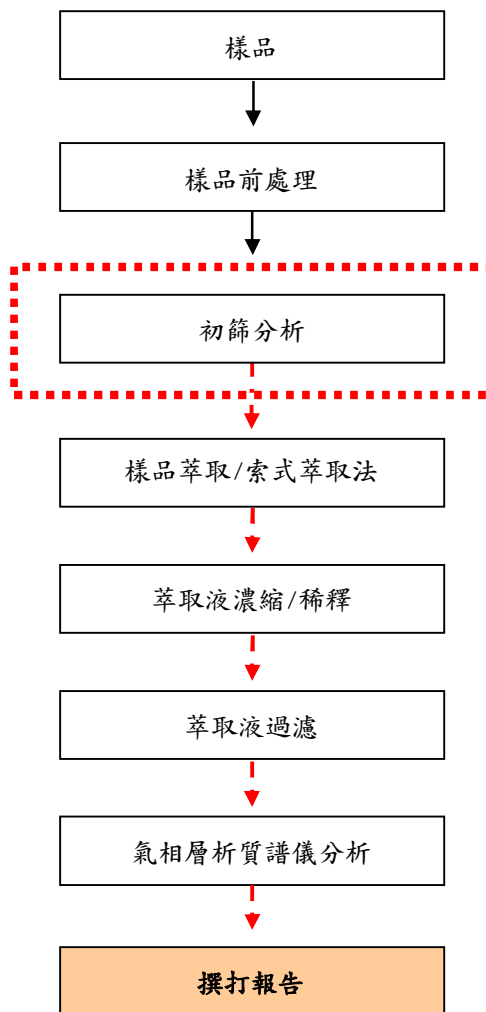 樣品
樣品前處理
初篩分析
樣品萃取/索式萃取法
萃取液濃縮/稀釋
萃取液過濾
氣相層析質譜儀分析
撰打報告